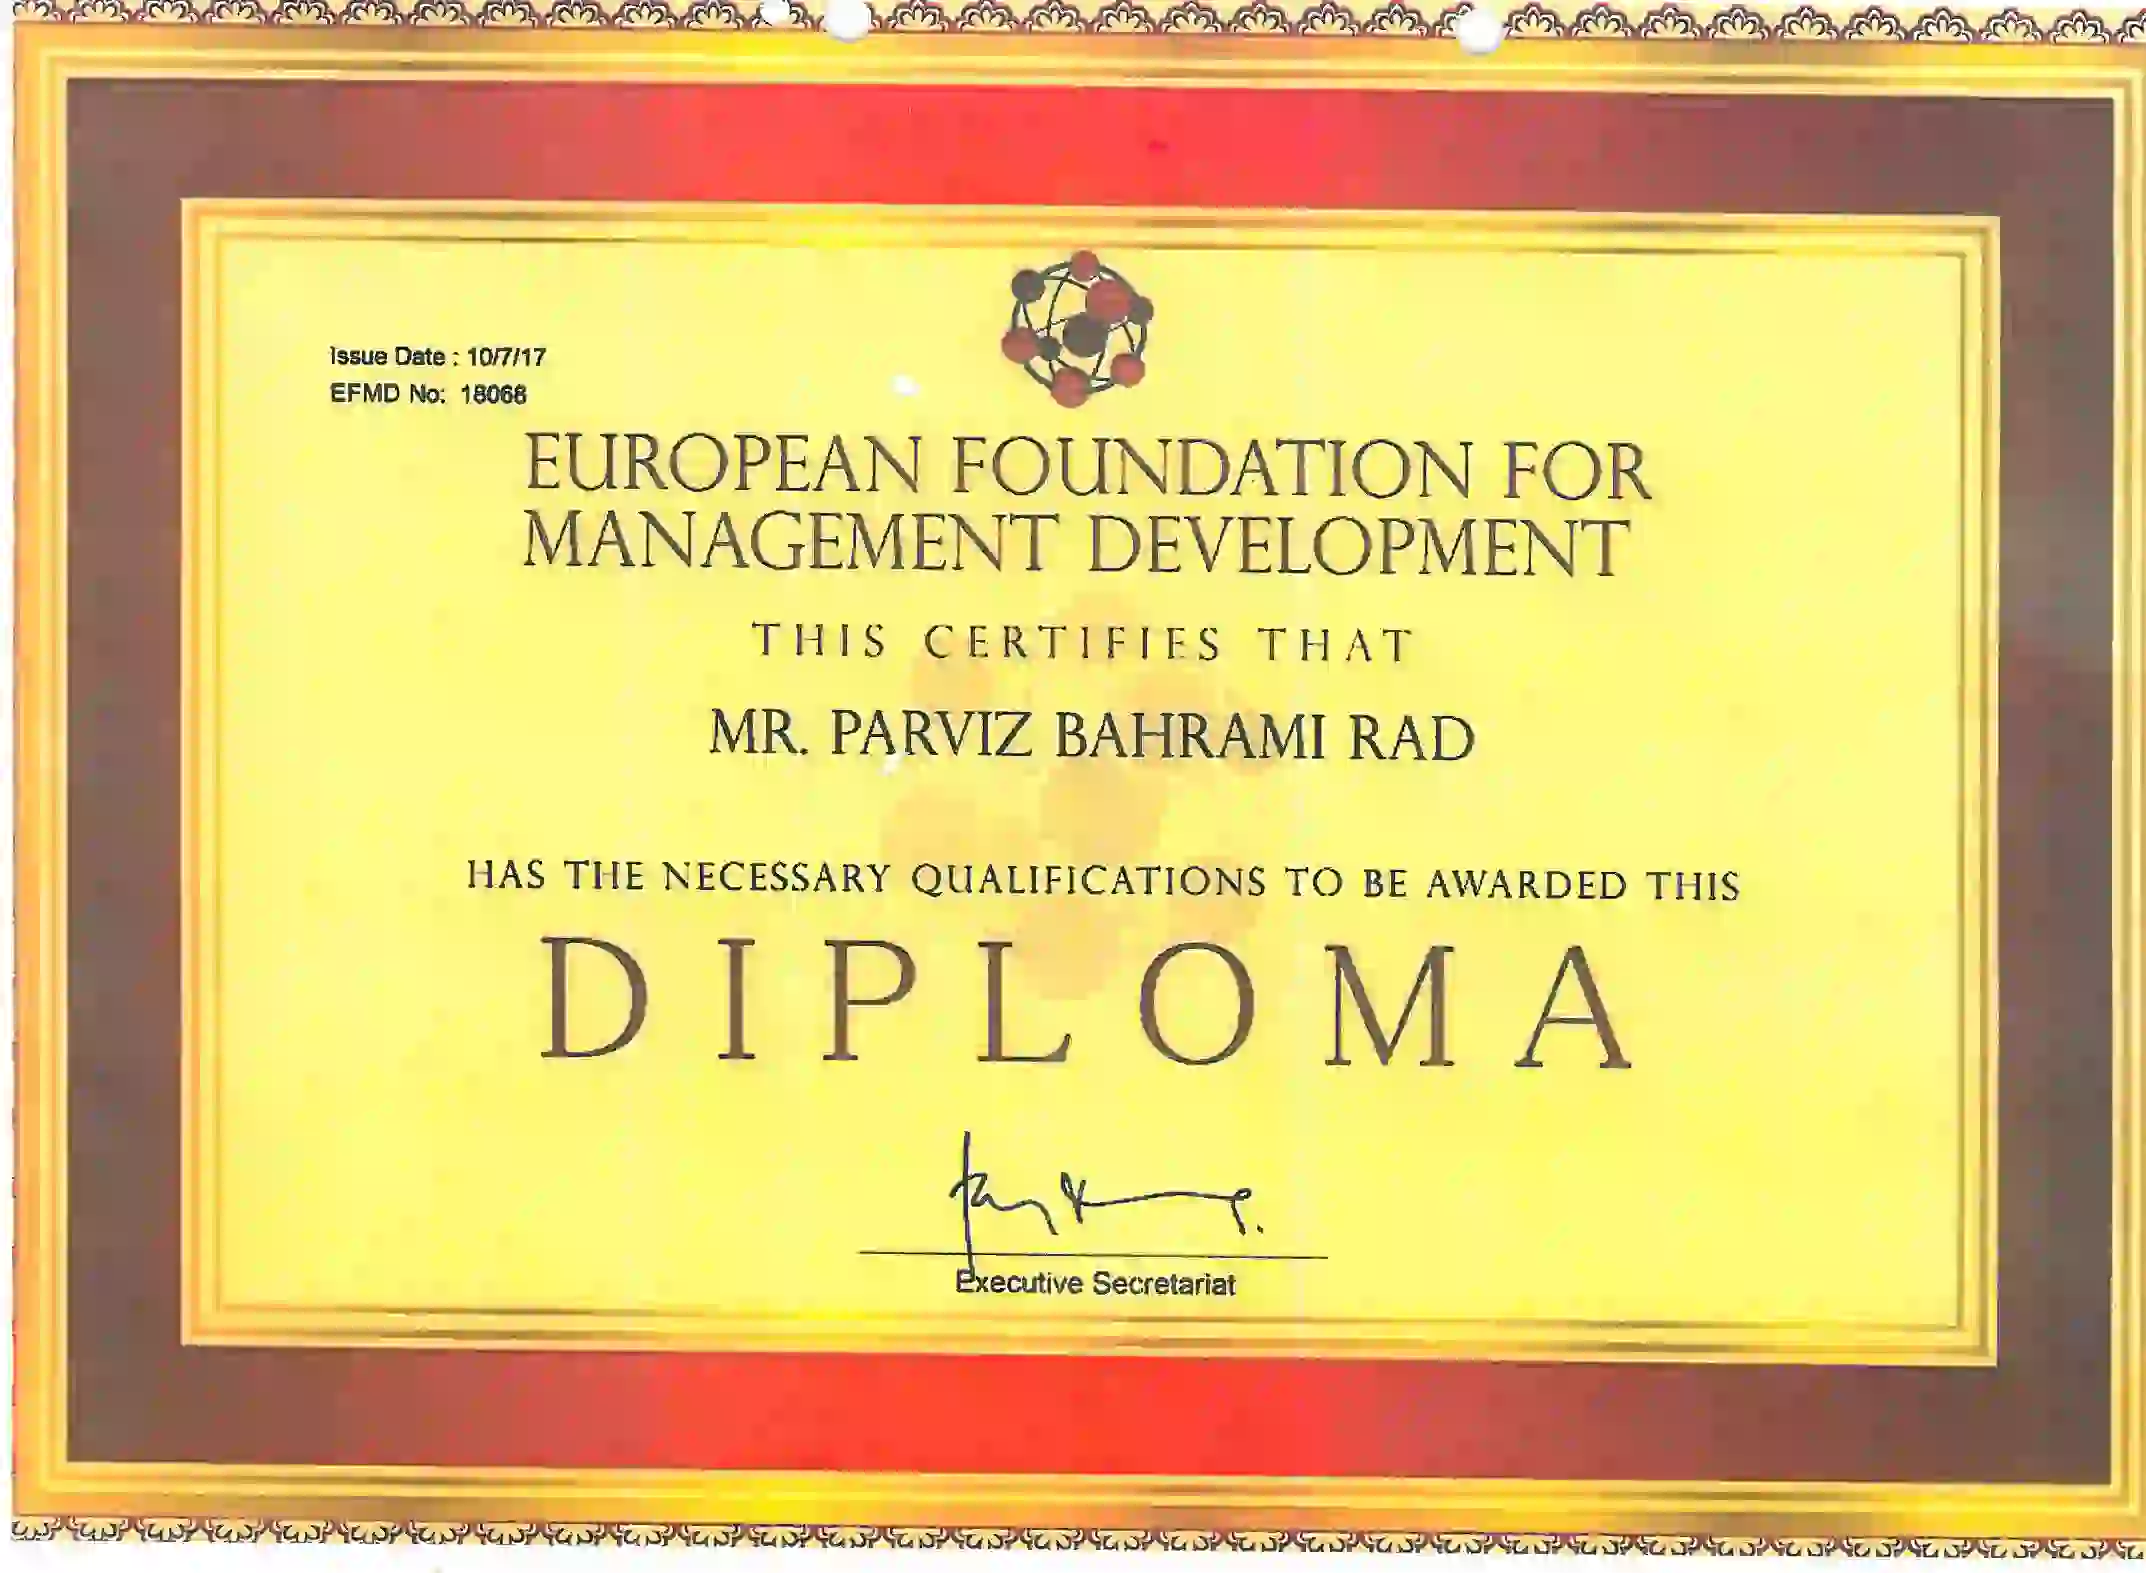 Issue Date : 10/7/17
EFMD No: 18068
EUROPEAN FOUNDATION FOR
MANAGEMENT DEVELOPMENT
THIS CERTIFIES THAT
MR. PARVIZ BAHRAMI RAD
HAS THE NECESSARY QUALIFICATIONS TO BE AWARDED THIS
DIPLOMA
Executive Secretariat